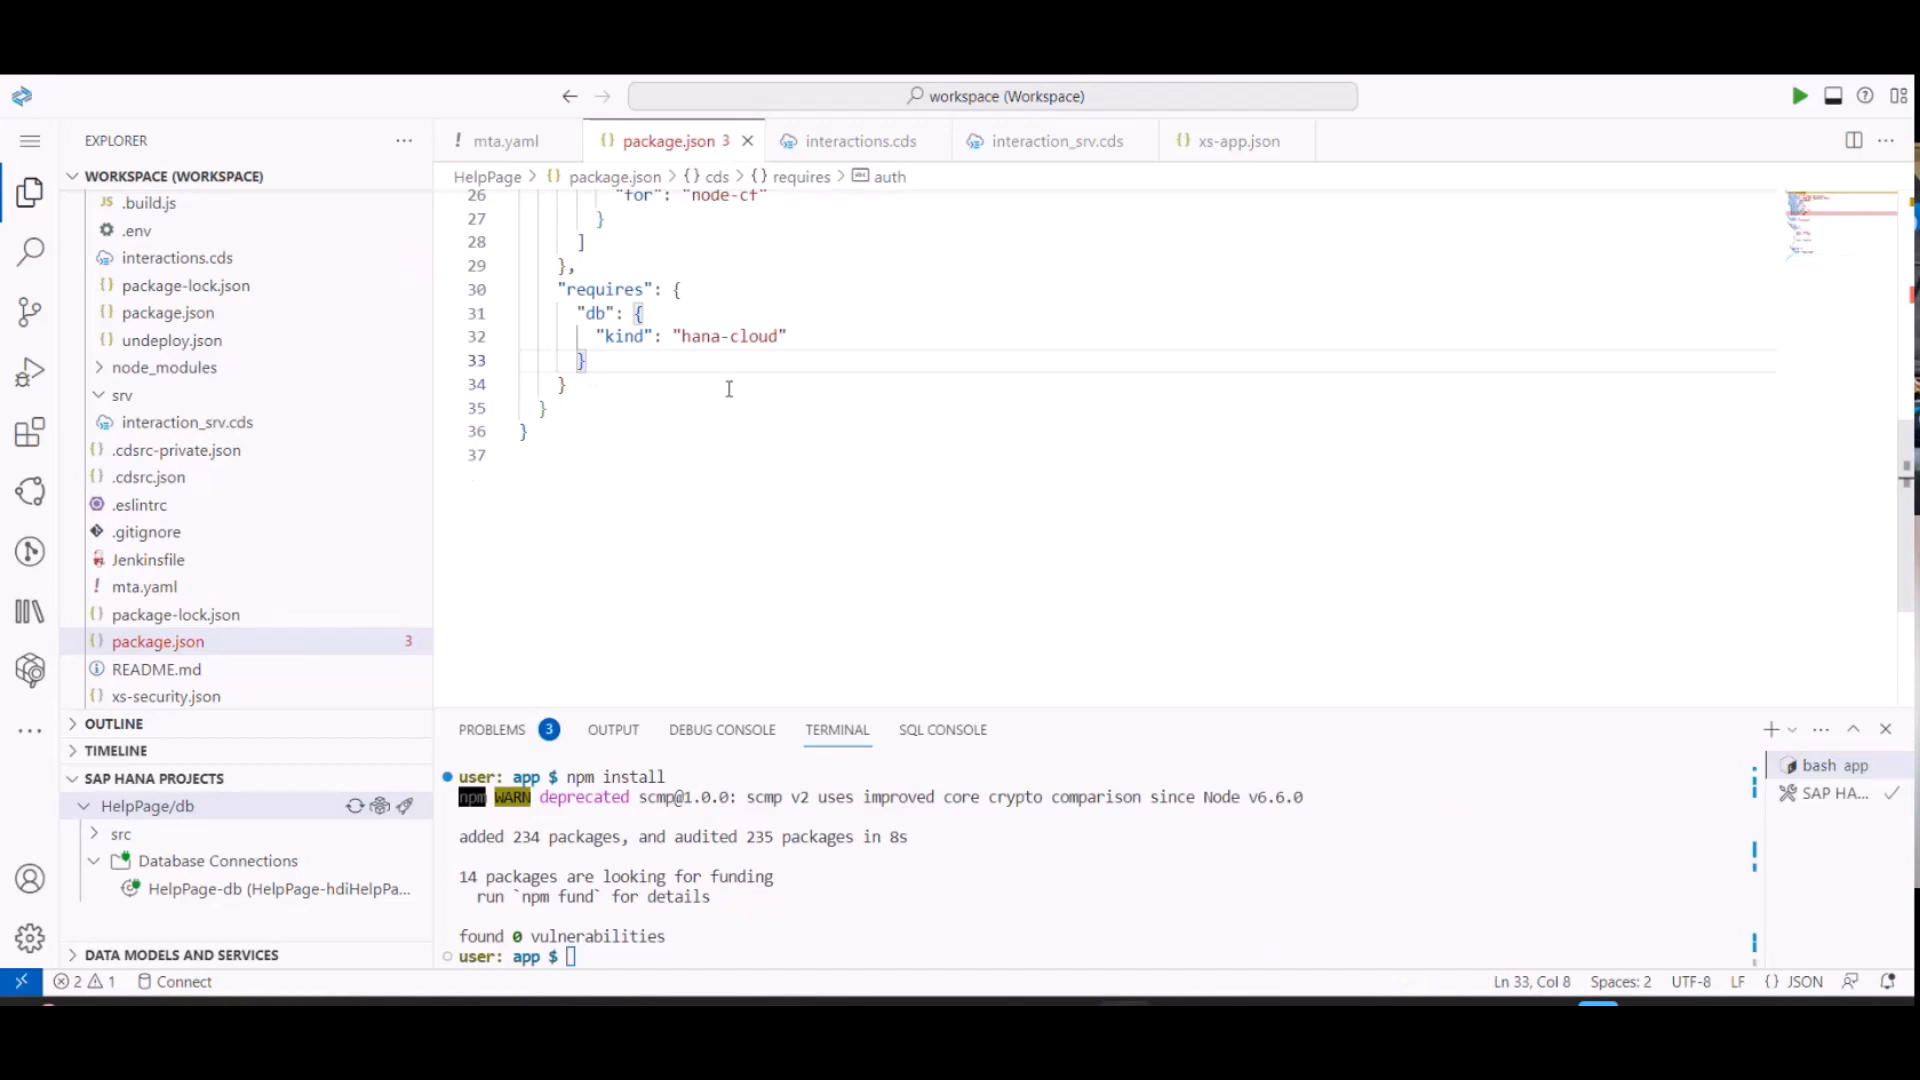 workspace (Workspace)
EXPLORER
WORKSPACE (WORKSPACE)
JS .build.js
.env
interactions.cds
{} package-lock.json
{} package.json
{} undeploy.json
node_modules
srv
interaction_srv.cds
{} .cdsrc-private.json
{} .cdsrc.json
.eslintrc
.gitignore
Jenkinsfile
! mta.yaml
{} package-lock.json
{} package.json 3
README.md
{} xs-security.json
OUTLINE
TIMELINE
SAP HANA PROJECTS
HelpPage/db
src
Database Connections
HelpPage-db (HelpPage-hdiHelpPa...
DATA MODELS AND SERVICES
! mta.yaml
{} package.json 3
interactions.cds
interaction_srv.cds
{} xs-app.json
HelpPage > {} package.json > {} cds > {} requires > auth
26 "for": "node-cf"
27 }
28 ]
29 },
30 "requires": {
31 "db": {
32 "kind": "hana-cloud"
33 }
34 }
35 }
36 }
37
PROBLEMS 3 OUTPUT DEBUG CONSOLE TERMINAL SQL CONSOLE
user: app $ npm install
npm WARN deprecated scmp@1.0.0: scmp v2 uses improved core crypto comparison since Node v6.6.0
added 234 packages, and audited 235 packages in 8s
14 packages are looking for funding
run `npm fund` for details
found 0 vulnerabilities
user: app $
bash app
SAP HA...
2 1 Connect
Ln 33, Col 8 Spaces: 2 UTF-8 LF {} JSON